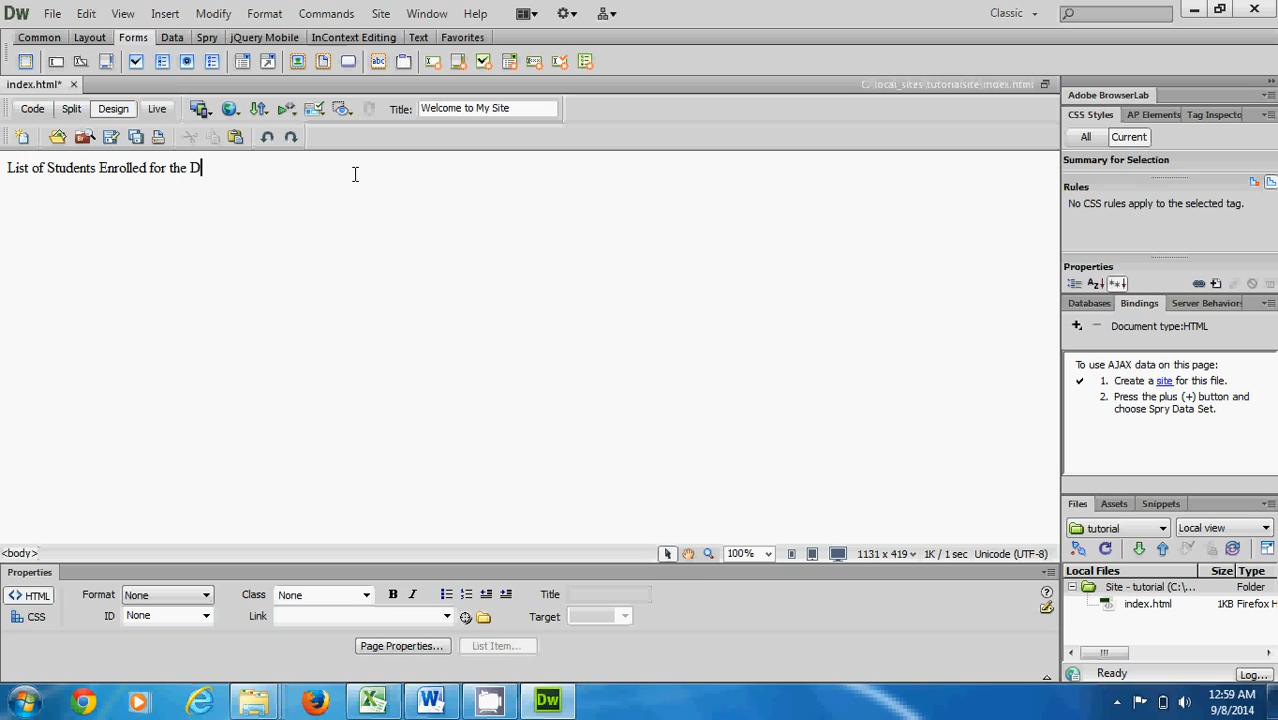 Dw File Edit View Insert Modify Format Commands Site Window Help Classic
Common Layout Forms Data Spry jQuery Mobile InContext Editing Text Favorites
abc
index.html*
C:\local_sites\tutorialsite\index.html
Code Split Design Live Title: Welcome to My Site
List of Students Enrolled for the D
<body>
100% 1131 x 419 1K / 1 sec Unicode (UTF-8)
Properties
HTML
CSS
Format None Class None B I Title
ID None Link Target
Page Properties... List Item...
Adobe BrowserLab
CSS Styles AP Elements Tag Inspecto
All Current
Summary for Selection
Rules
No CSS rules apply to the selected tag.
Properties
Databases Bindings Server Behaviors
Document type:HTML
To use AJAX data on this page:
1. Create a site for this file.
2. Press the plus (+) button and
choose Spry Data Set.
Files Assets Snippets
tutorial Local view
Local Files Size Type
Site - tutorial (C:\... Folder
index.html 1KB Firefox H
Ready Log...
Dw
12:59 AM
9/8/2014